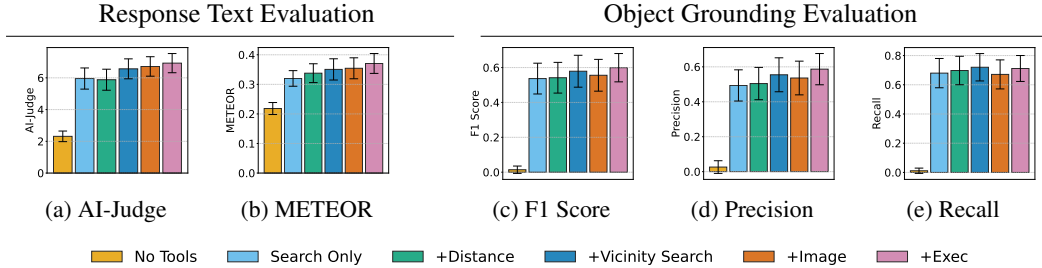 Response Text Evaluation
Object Grounding Evaluation
AI-Judge
6
4
2
0
METEOR
0.4
0.3
0.2
0.1
0.0
F1 Score
0.6
0.4
0.2
0.0
Precision
0.6
0.4
0.2
0.0
Recall
0.8
0.6
0.4
0.2
0.0
(a) AI-Judge
(b) METEOR
(c) F1 Score
(d) Precision
(e) Recall
No Tools
Search Only
+Distance
+Vicinity Search
+Image
+Exec